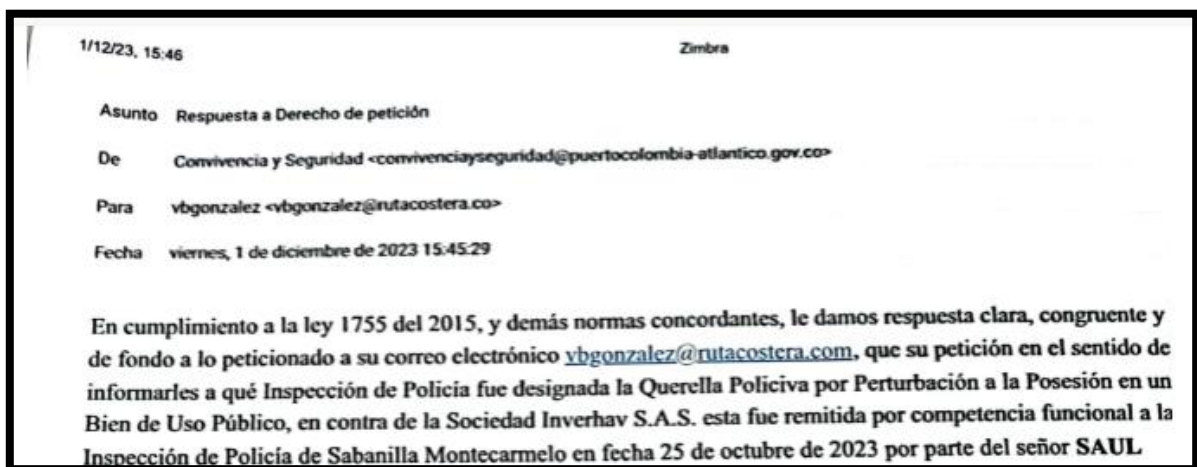 1/12/23, 15:46 Zimbra
Asunto Respuesta a Derecho de petición
De Convivencia y Seguridad <convivenciayseguridad@puertocolombia-atlantico.gov.co>
Para vbgonzalez <vbgonzalez@rutacostera.co>
Fecha viernes, 1 de diciembre de 2023 15:45:29
En cumplimiento a la ley 1755 del 2015, y demás normas concordantes, le damos respuesta clara, congruente y
de fondo a lo peticionado a su correo electrónico vbgonzalez@rutacostera.com, que su petición en el sentido de
informarles a qué Inspección de Policía fue designada la Querella Policiva por Perturbación a la Posesión en un
Bien de Uso Público, en contra de la Sociedad Inverhav S.A.S. esta fue remitida por competencia funcional a la
Inspección de Policía de Sabanilla Montecarmelo en fecha 25 de octubre de 2023 por parte del señor SAUL